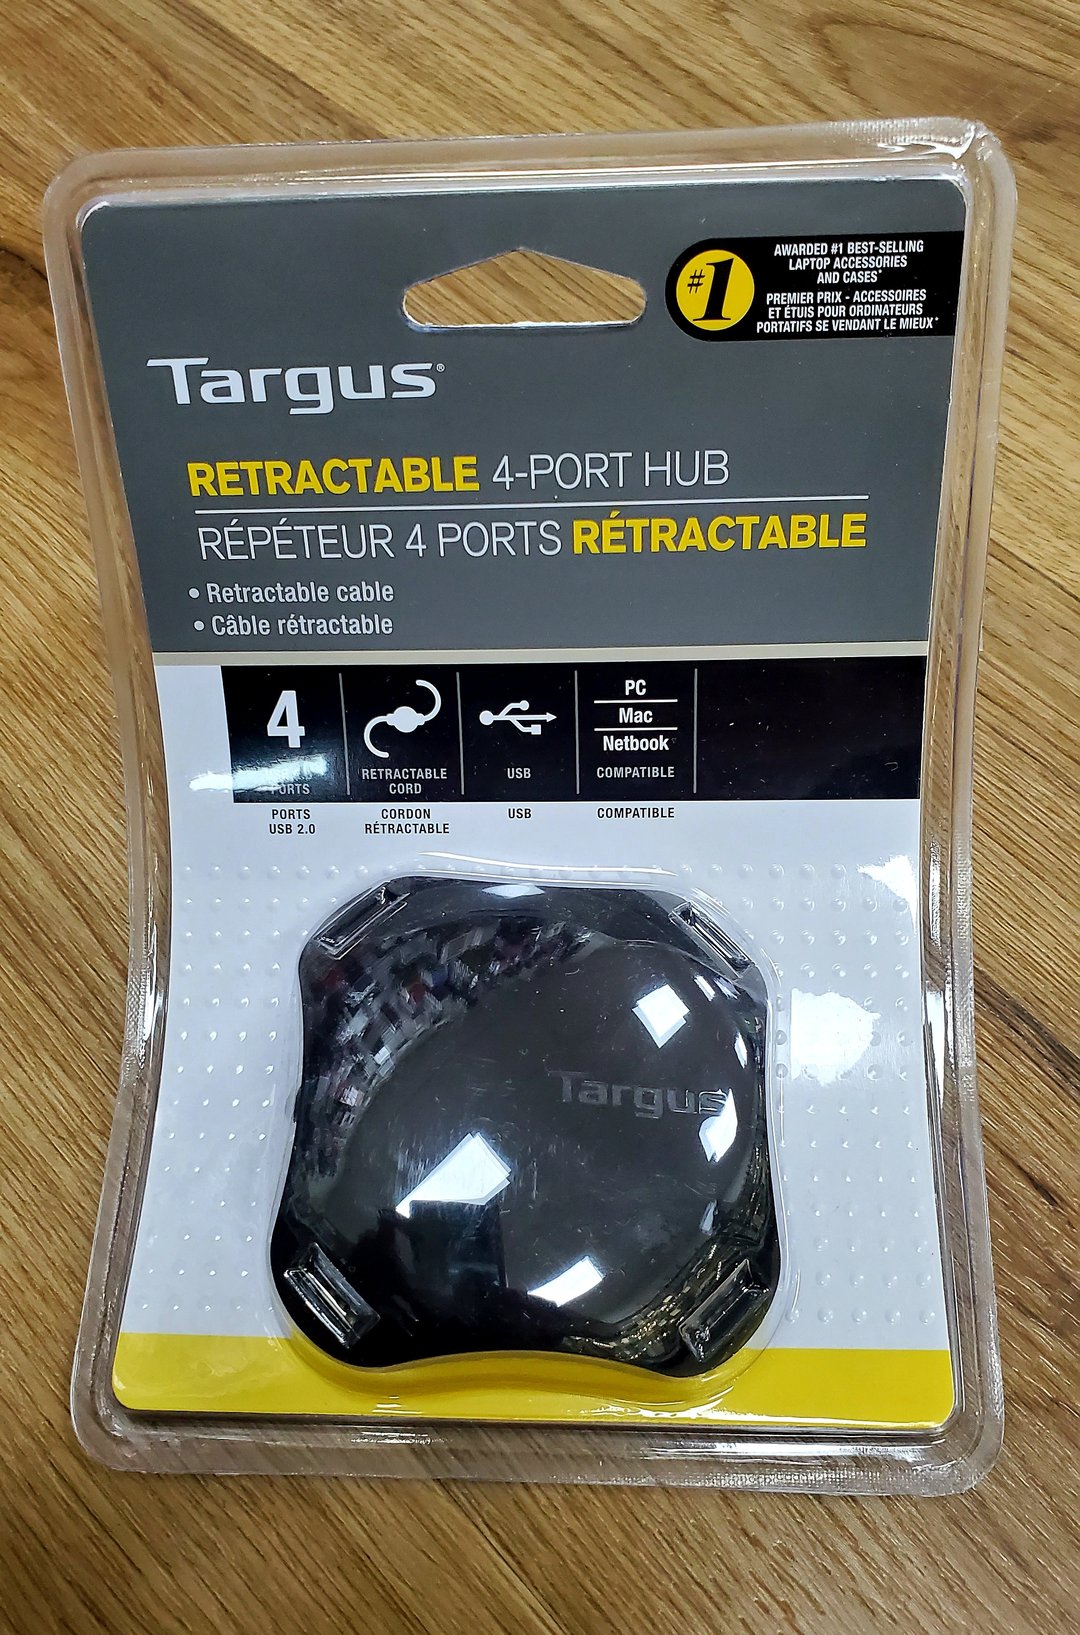 #1
AWARDED #1 BEST-SELLING
LAPTOP ACCESSORIES
AND CASES*
PREMIER PRIX - ACCESSOIRES
ET ÉTUIS POUR ORDINATEURS
PORTATIFS SE VENDANT LE MIEUX*
Targus®
RETRACTABLE 4-PORT HUB
RÉPÉTEUR 4 PORTS RÉTRACTABLE
• Retractable cable
• Câble rétractable
4
PORTS
PORTS
USB 2.0
RETRACTABLE
CORD
CORDON
RÉTRACTABLE
USB
USB
PC
Mac
Netbook
COMPATIBLE
COMPATIBLE
Targus